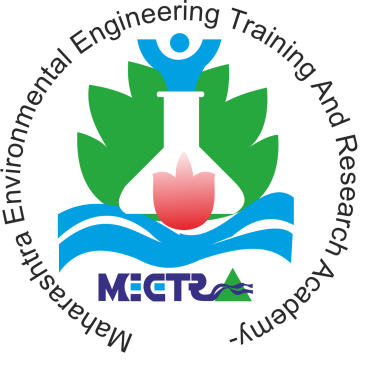 Maharashtra Environmental Engineering Training And Research Academy-
MEETRA